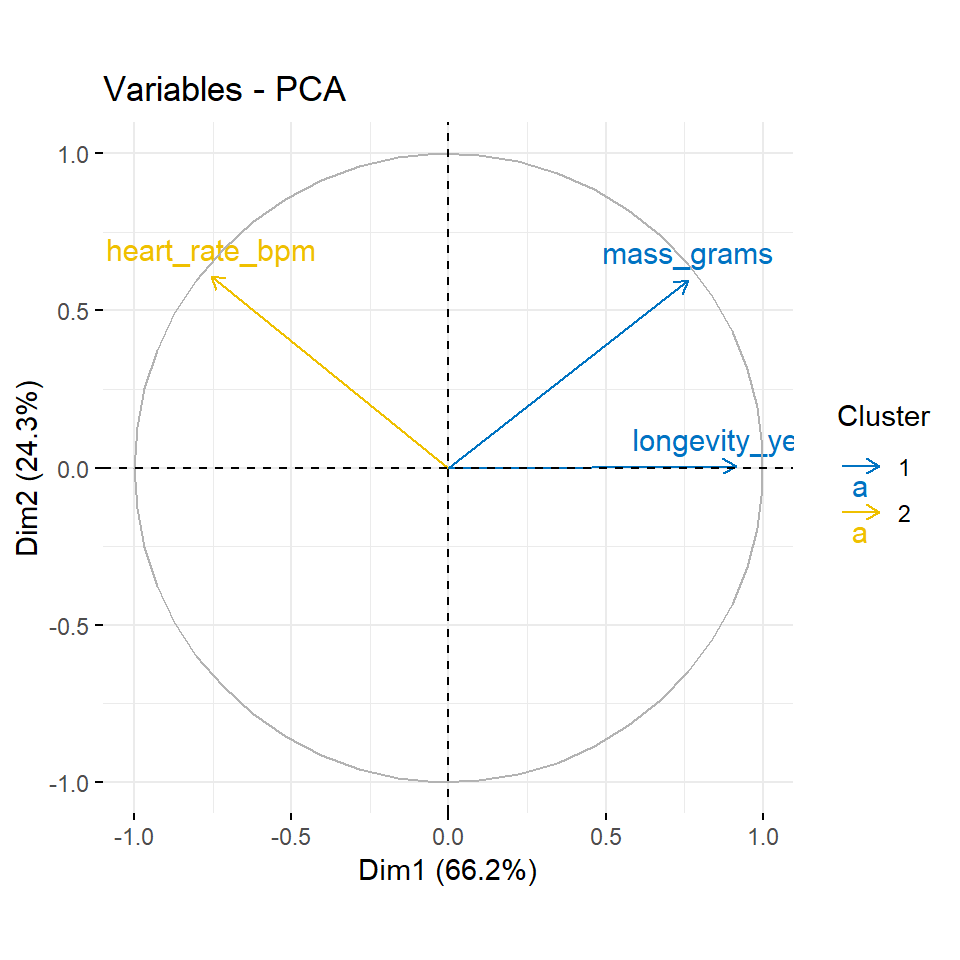 Variables - PCA
1.0
0.5
0.0
-0.5
-1.0
Dim2 (24.3%)
heart_rate_bpm
mass_grams
longevity_ye
-1.0
-0.5
0.0
0.5
1.0
Dim1 (66.2%)
Cluster
a 1
a 2